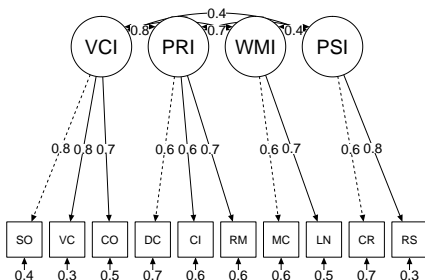 0.4
0.8 0.7 0.4
VCI PRI WMI PSI
0.8 0.8 0.7 0.6 0.6 0.7 0.6 0.7 0.6 0.8
SO VC CO DC CI RM MC LN CR RS
0.4 0.3 0.5 0.7 0.6 0.6 0.6 0.5 0.7 0.3